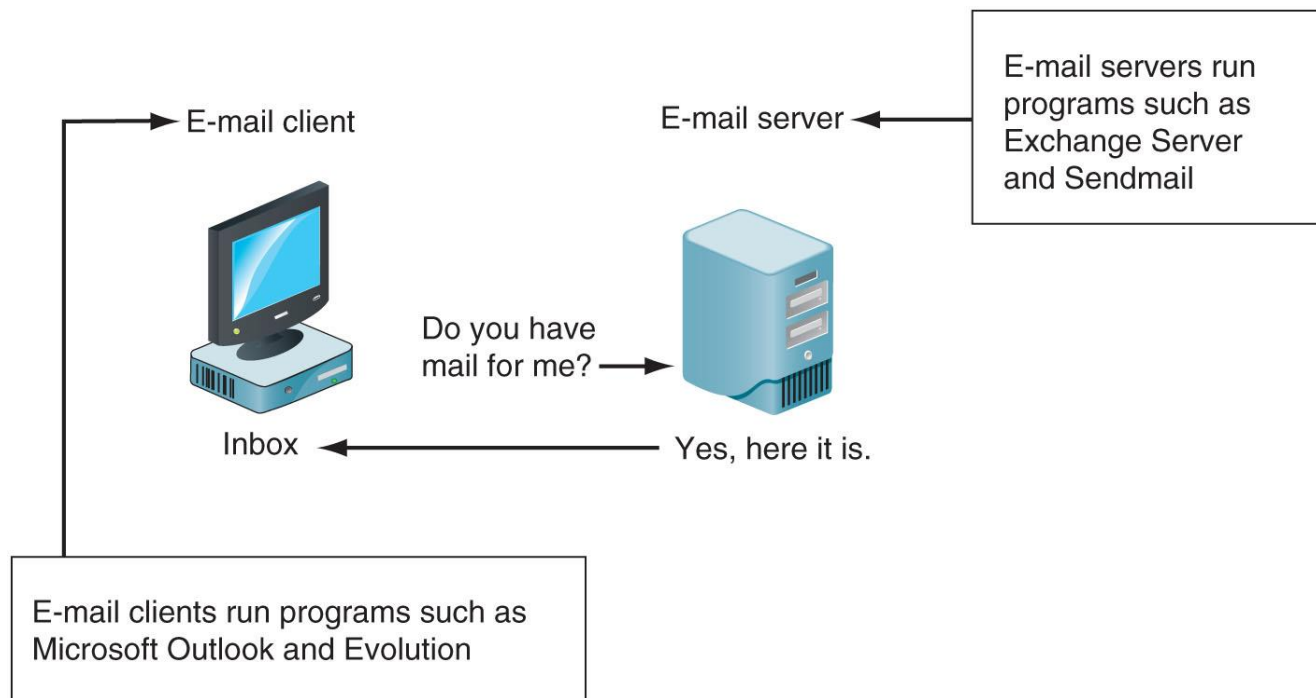 E-mail servers run
programs such as
Exchange Server
and Sendmail
E-mail client
E-mail server
Do you have
mail for me?
Inbox
Yes, here it is.
E-mail clients run programs such as
Microsoft Outlook and Evolution